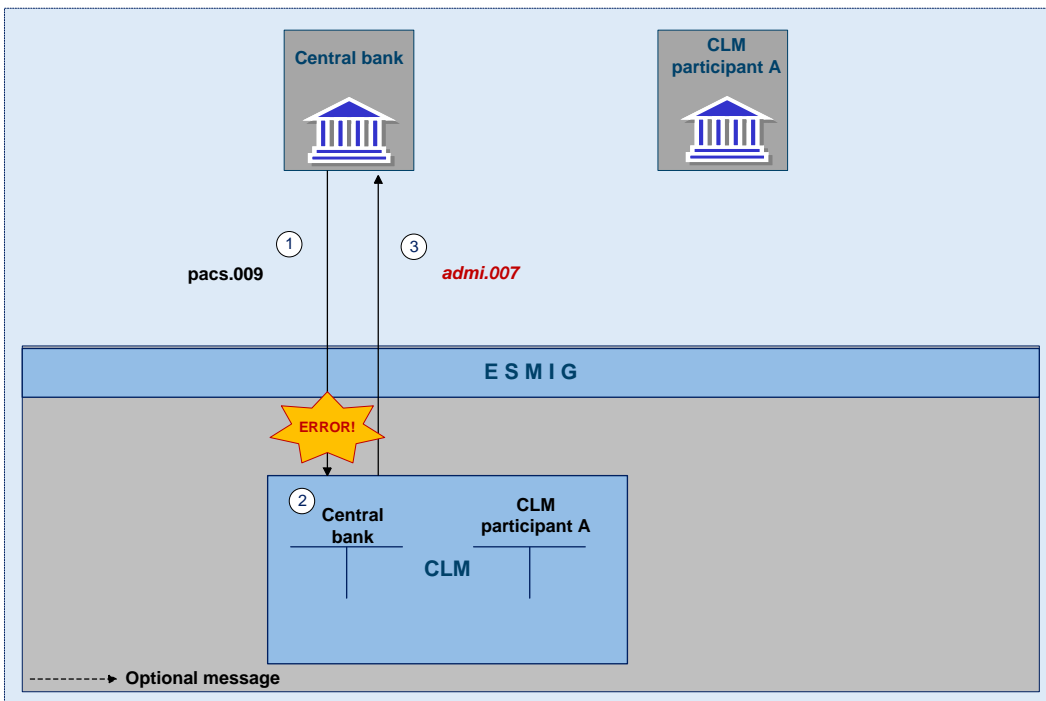 Central bank
CLM
participant A
1
3
pacs.009
admi.007
E S M I G
ERROR!
2
Central
bank
CLM
participant A
CLM
Optional message